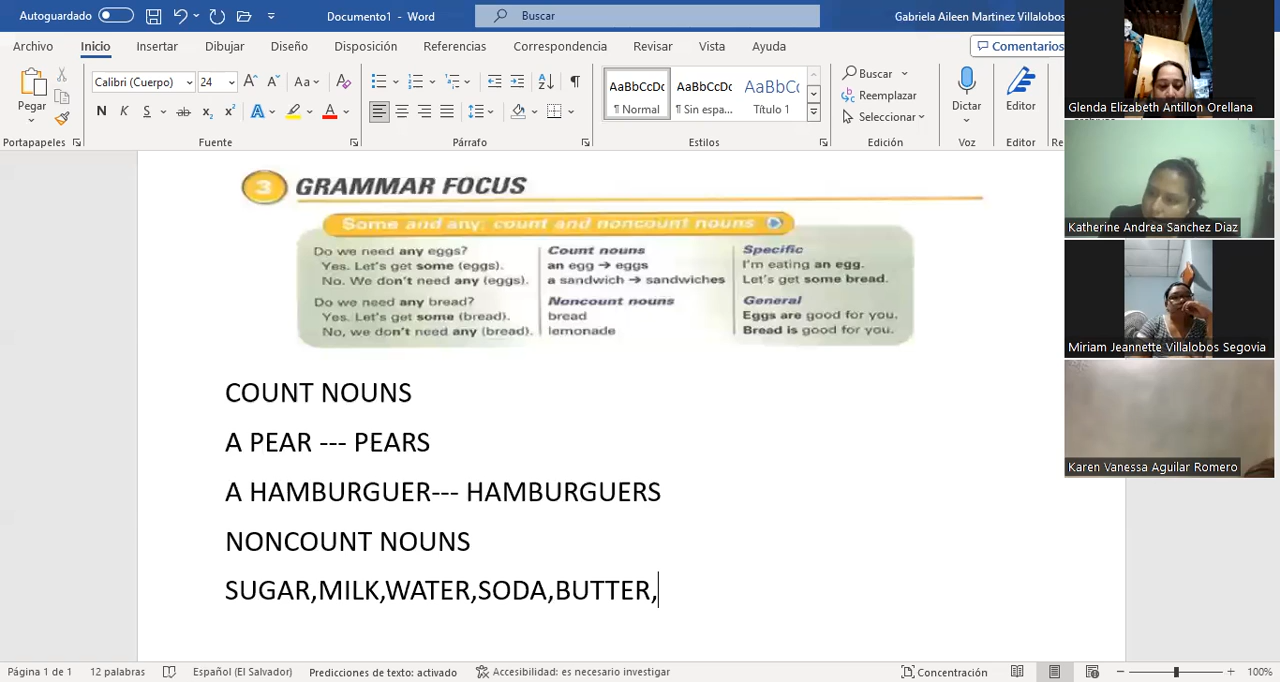 Autoguardado
Documento1 - Word
Buscar
Gabriela Aileen Martinez Villalobos
Archivo Inicio Insertar Dibujar Diseño Disposición Referencias Correspondencia Revisar Vista Ayuda
Comentarios
Pegar
Portapapeles
Calibri (Cuerpo) 24
Fuente
Párrafo
AaBbCcDc AaBbCcDc AaBbCc
¶ Normal ¶ Sin espa... Título 1
Estilos
Buscar
Reemplazar
Seleccionar
Edición
Dictar
Voz
Editor
Editor
Glenda Elizabeth Antillon Orellana
Katherine Andrea Sanchez Diaz
Miriam Jeannette Villalobos Segovia
Karen Vanessa Aguilar Romero
3 GRAMMAR FOCUS
Some and any; count and noncount nouns
Do we need any eggs?
Yes. Let's get some (eggs).
No. We don't need any (eggs).
Do we need any bread?
Yes. Let's get some (bread).
No, we don't need any (bread).
Count nouns
an egg → eggs
a sandwich → sandwiches
Noncount nouns
bread
lemonade
Specific
I'm eating an egg.
Let's get some bread.
General
Eggs are good for you.
Bread is good for you.
COUNT NOUNS
A PEAR --- PEARS
A HAMBURGUER--- HAMBURGUERS
NONCOUNT NOUNS
SUGAR,MILK,WATER,SODA,BUTTER,
Página 1 de 1 12 palabras Español (El Salvador) Predicciones de texto: activado Accesibilidad: es necesario investigar Concentración 100%